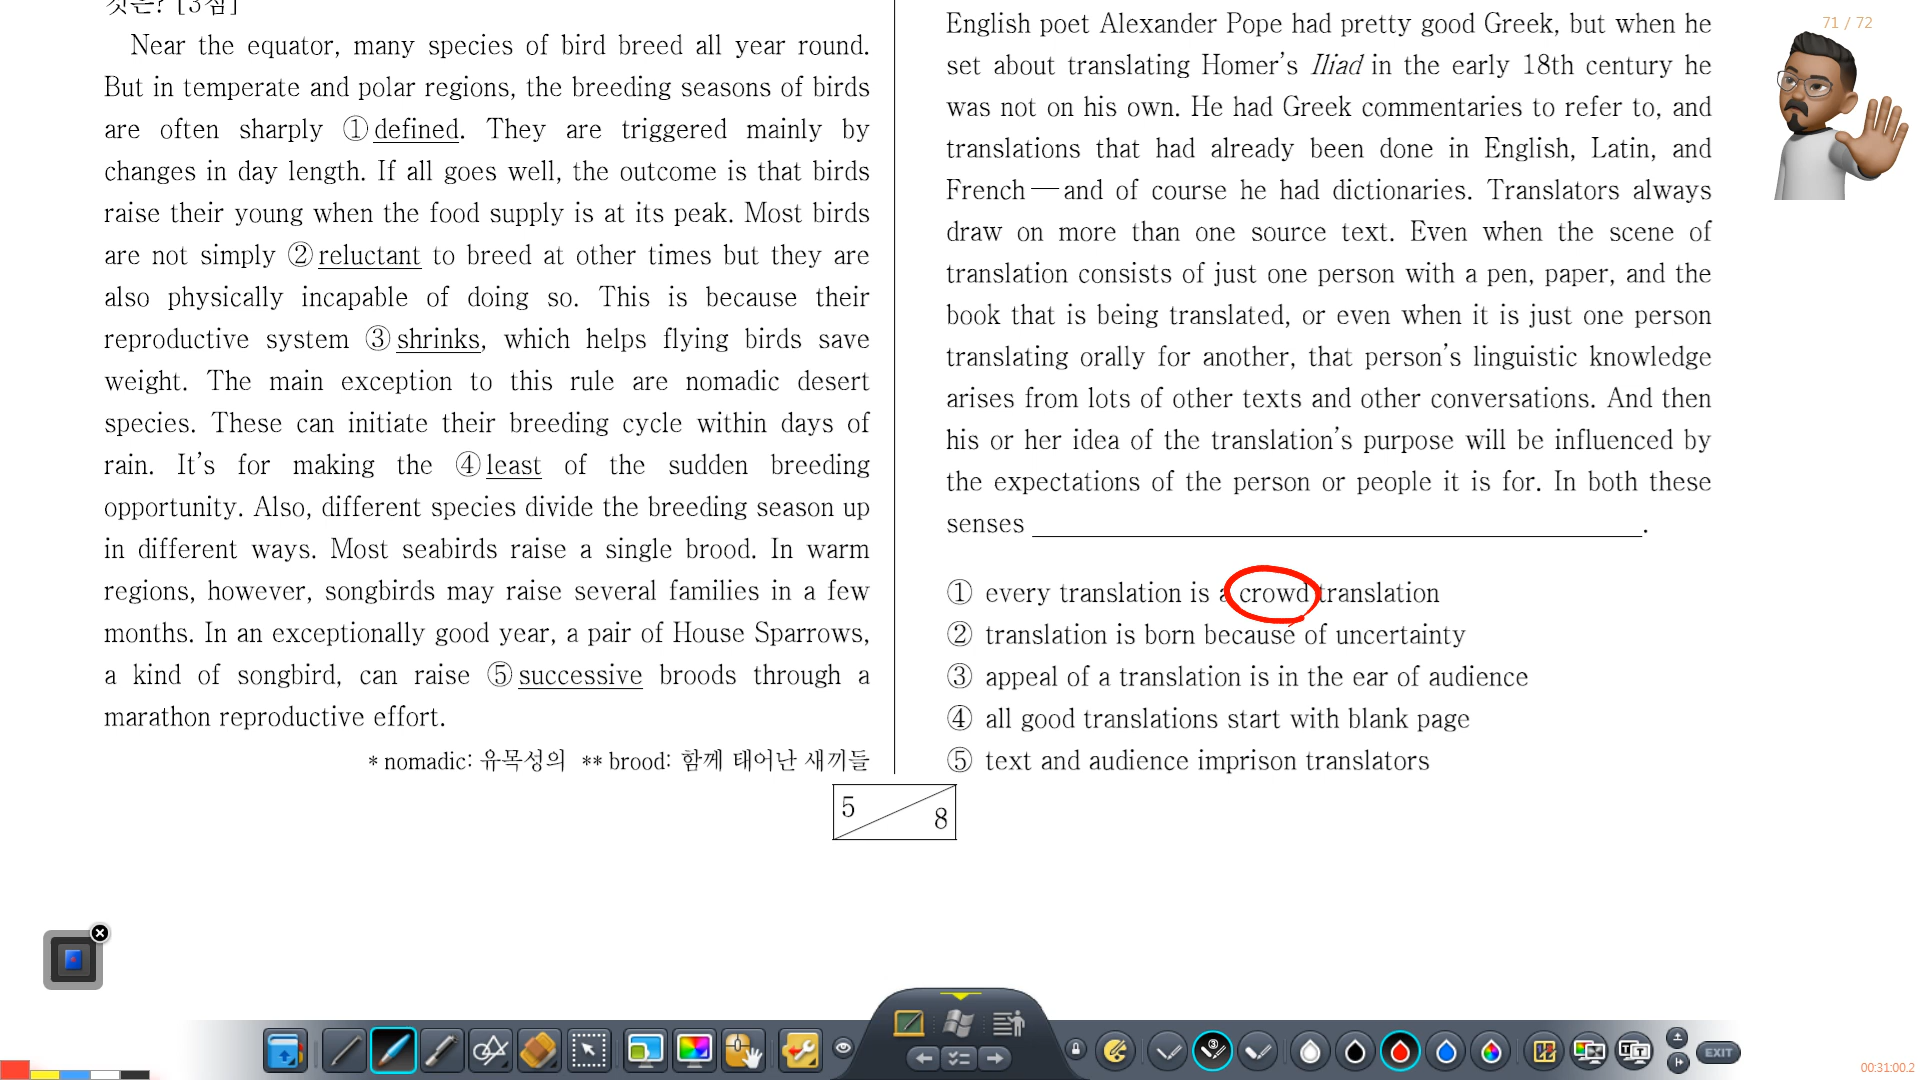 것은? [3점]
Near the equator, many species of bird breed all year round.
But in temperate and polar regions, the breeding seasons of birds
are often sharply ① defined. They are triggered mainly by
changes in day length. If all goes well, the outcome is that birds
raise their young when the food supply is at its peak. Most birds
are not simply ② reluctant to breed at other times but they are
also physically incapable of doing so. This is because their
reproductive system ③ shrinks, which helps flying birds save
weight. The main exception to this rule are nomadic desert
species. These can initiate their breeding cycle within days of
rain. It's for making the ④ least of the sudden breeding
opportunity. Also, different species divide the breeding season up
in different ways. Most seabirds raise a single brood. In warm
regions, however, songbirds may raise several families in a few
months. In an exceptionally good year, a pair of House Sparrows,
a kind of songbird, can raise ⑤ successive broods through a
marathon reproductive effort.
* nomadic: 유목성의 ** brood: 함께 태어난 새끼들
English poet Alexander Pope had pretty good Greek, but when he
set about translating Homer's Iliad in the early 18th century he
was not on his own. He had Greek commentaries to refer to, and
translations that had already been done in English, Latin, and
French—and of course he had dictionaries. Translators always
draw on more than one source text. Even when the scene of
translation consists of just one person with a pen, paper, and the
book that is being translated, or even when it is just one person
translating orally for another, that person's linguistic knowledge
arises from lots of other texts and other conversations. And then
his or her idea of the translation's purpose will be influenced by
the expectations of the person or people it is for. In both these
senses ______.
① every translation is a crowd translation
② translation is born because of uncertainty
③ appeal of a translation is in the ear of audience
④ all good translations start with blank page
⑤ text and audience imprison translators
5 8
71 / 72
EXIT
00:31:00.2